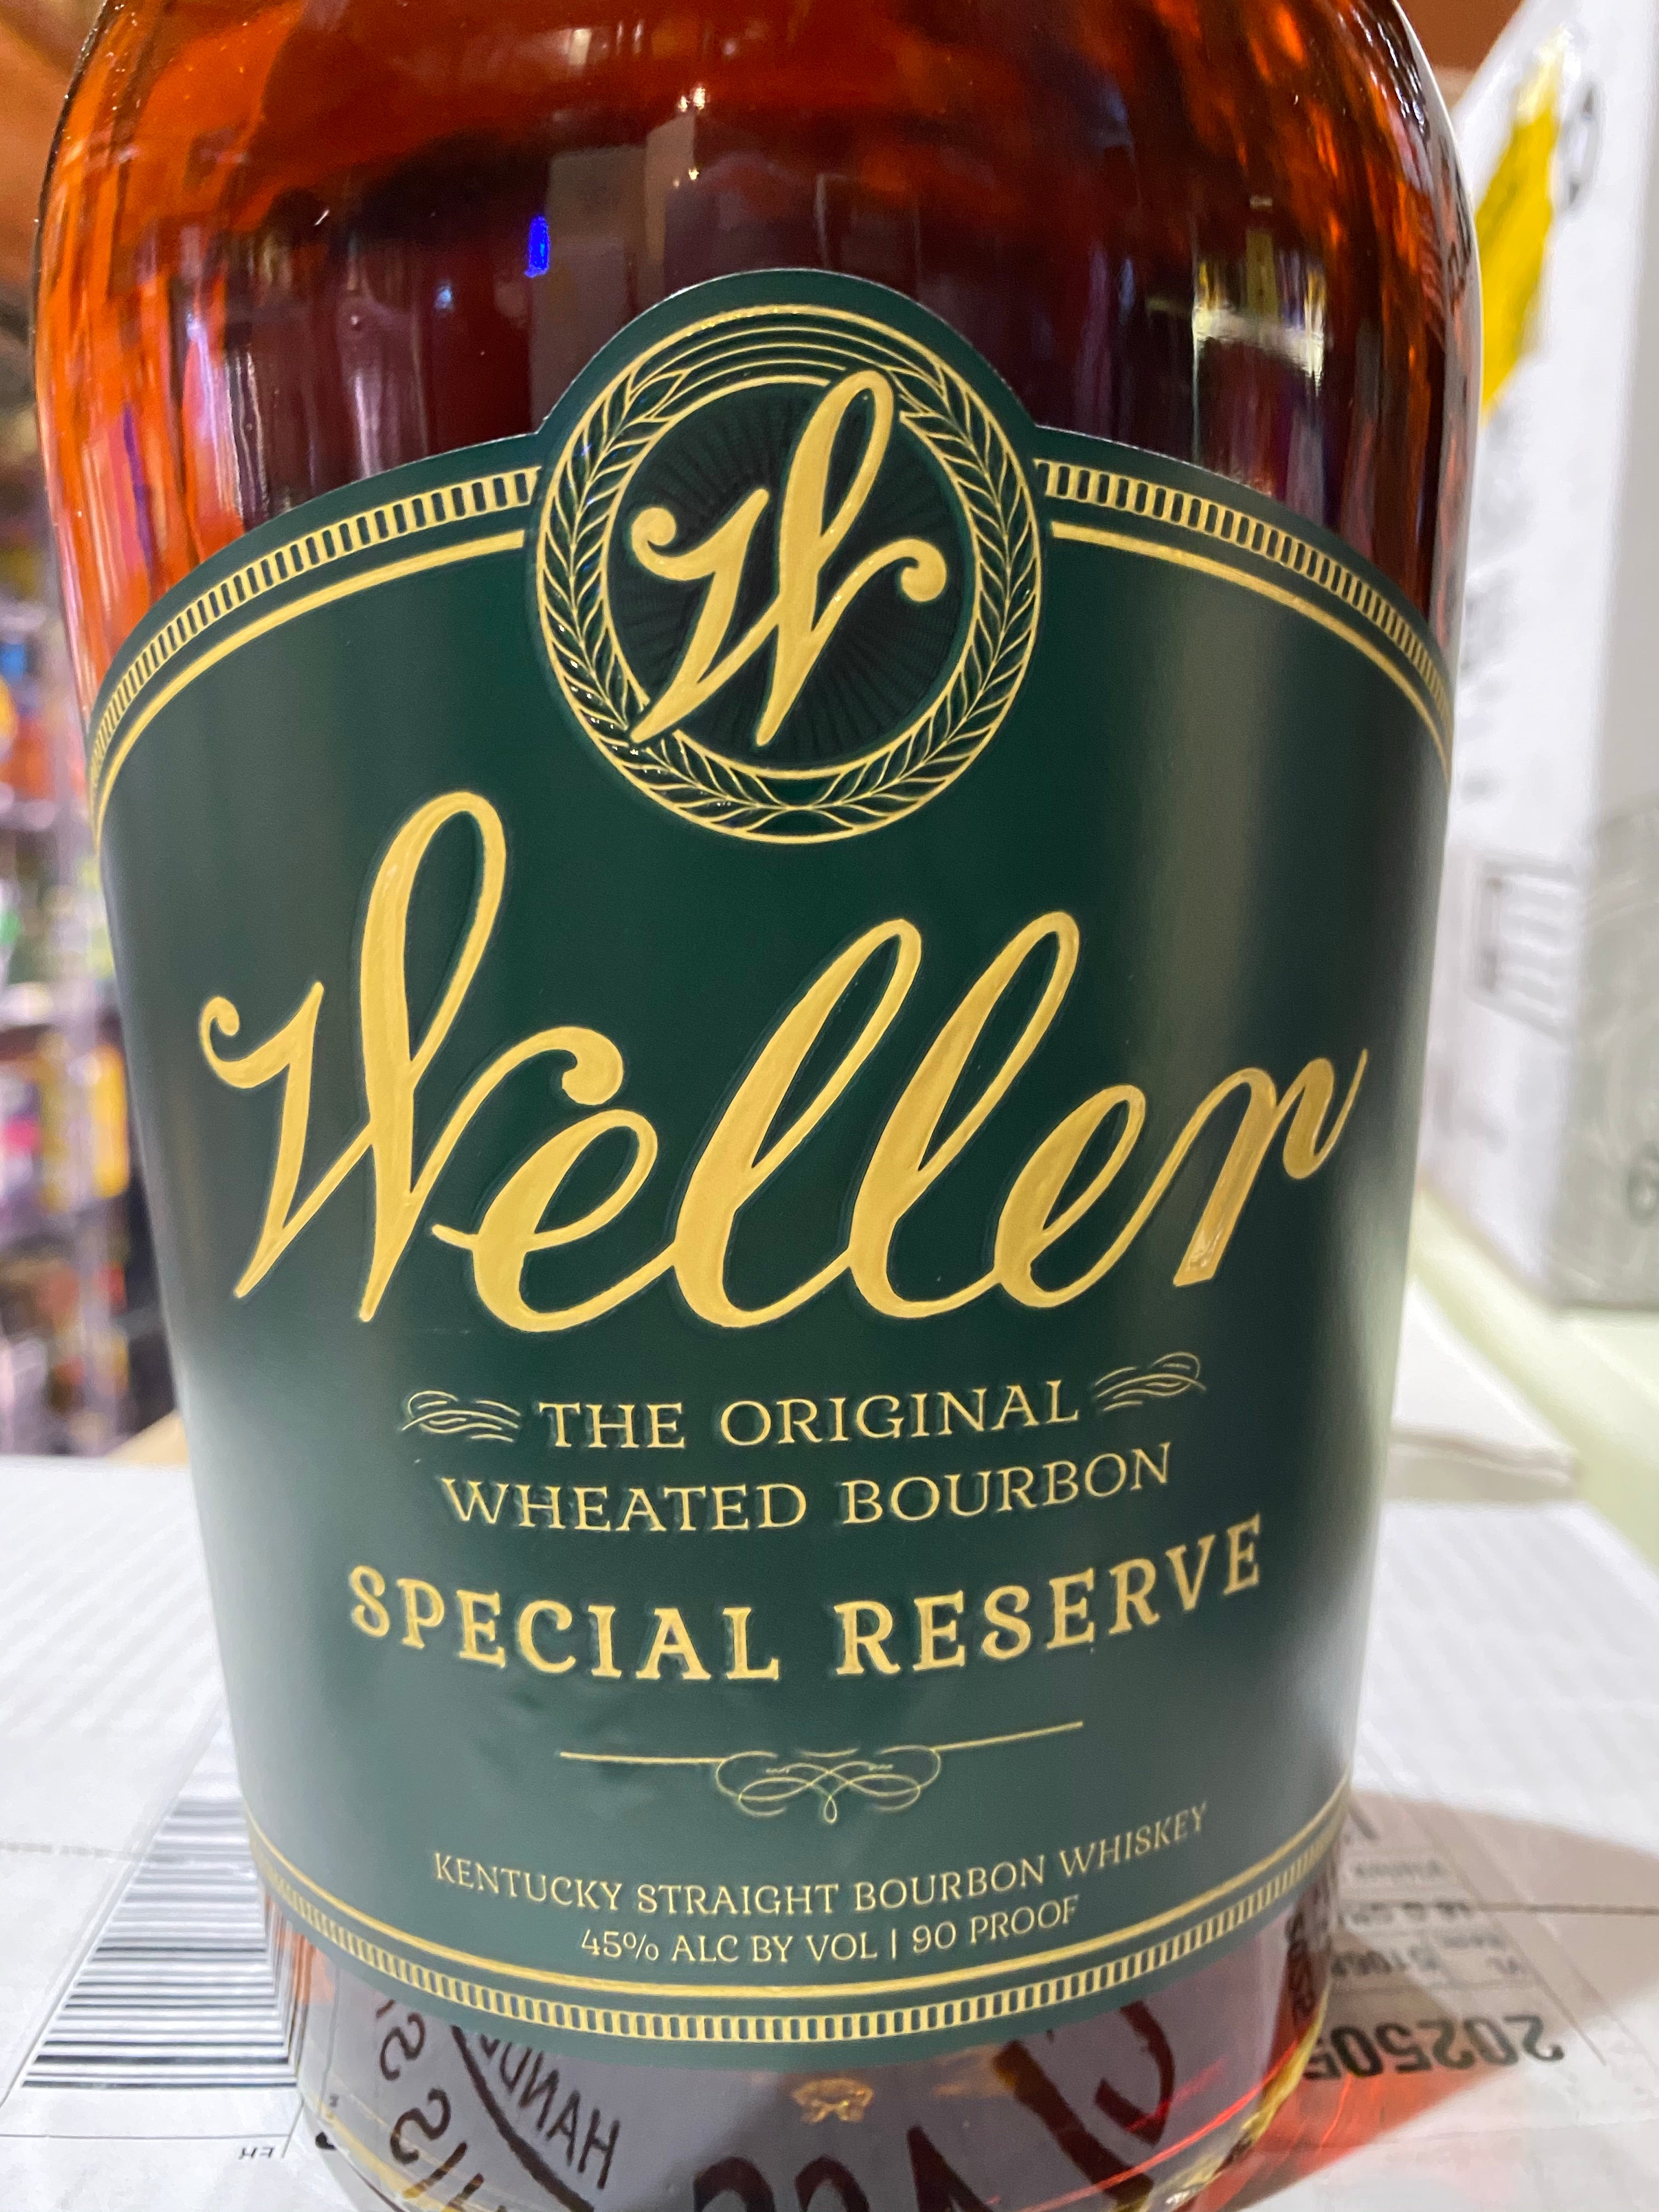 W
Weller
THE ORIGINAL
WHEATED BOURBON
SPECIAL RESERVE
KENTUCKY STRAIGHT BOURBON WHISKEY
45% ALC BY VOL | 90 PROOF